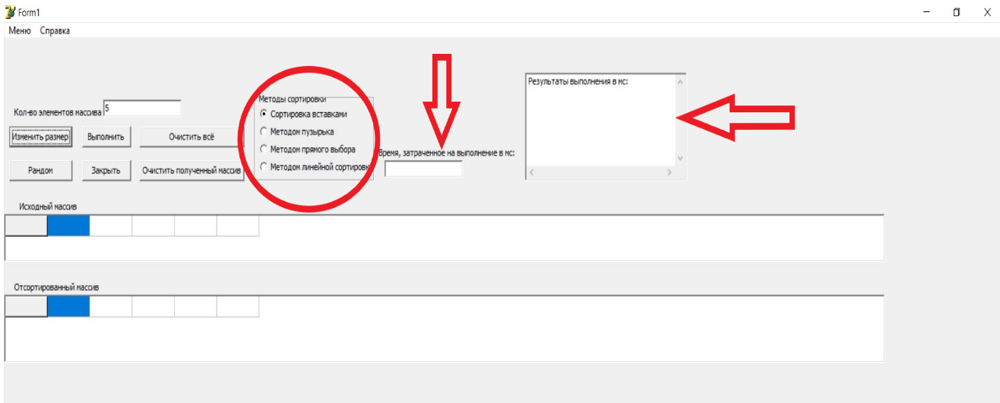 Form1
Меню Справка
Кол-во элементов массива 5
Изменить размер Выполнить Очистить всё
Рандом Закрыть Очистить полученный массив
Методы сортировки
Сортировка вставками
Методом пузырька
Методом прямого выбора
Методом линейной сортировк
Время, затраченное на выполнение в мс:
Результаты выполнения в мс:
Исходный массив
Отсортированный массив